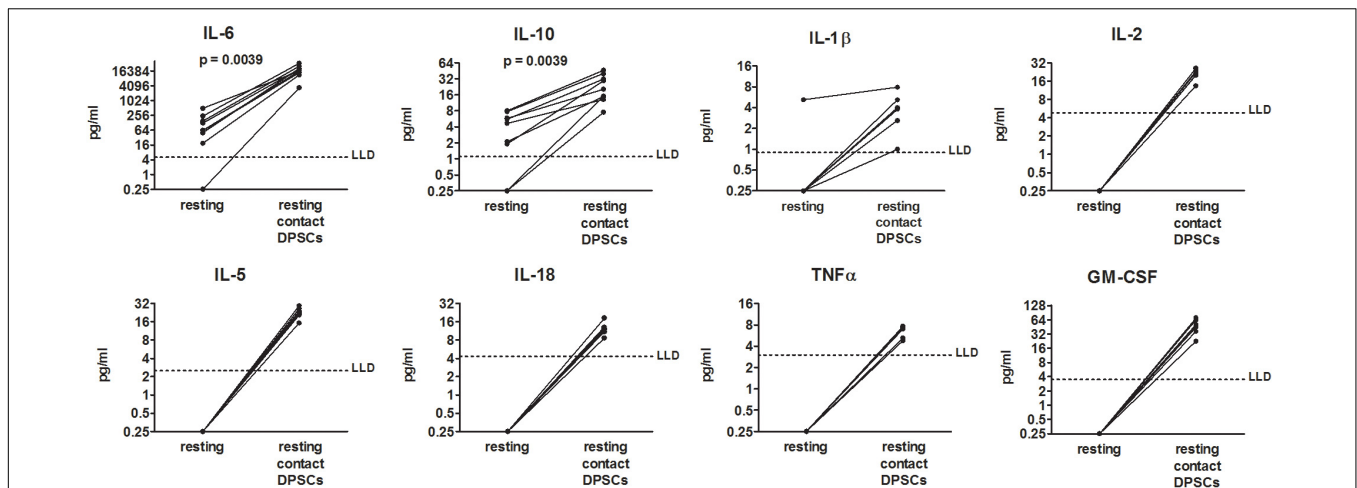 IL-6
p = 0.0039
pg/ml
16384
4096
1024
256
64
16
4
1
0.25
LLD
resting
resting
contact
DPSCs
IL-10
p = 0.0039
pg/ml
64
32
16
8
4
2
1
0.5
0.25
LLD
resting
resting
contact
DPSCs
IL-1β
pg/ml
16
8
4
2
1
0.5
0.25
LLD
resting
resting
contact
DPSCs
IL-2
pg/ml
32
16
8
4
2
1
0.5
0.25
LLD
resting
resting
contact
DPSCs
IL-5
pg/ml
32
16
8
4
2
1
0.5
0.25
LLD
resting
resting
contact
DPSCs
IL-18
pg/ml
32
16
8
4
2
1
0.5
0.25
LLD
resting
resting
contact
DPSCs
TNFα
pg/ml
16
8
4
2
1
0.5
0.25
LLD
resting
resting
contact
DPSCs
GM-CSF
pg/ml
128
64
32
16
8
4
2
1
0.5
0.25
LLD
resting
resting
contact
DPSCs